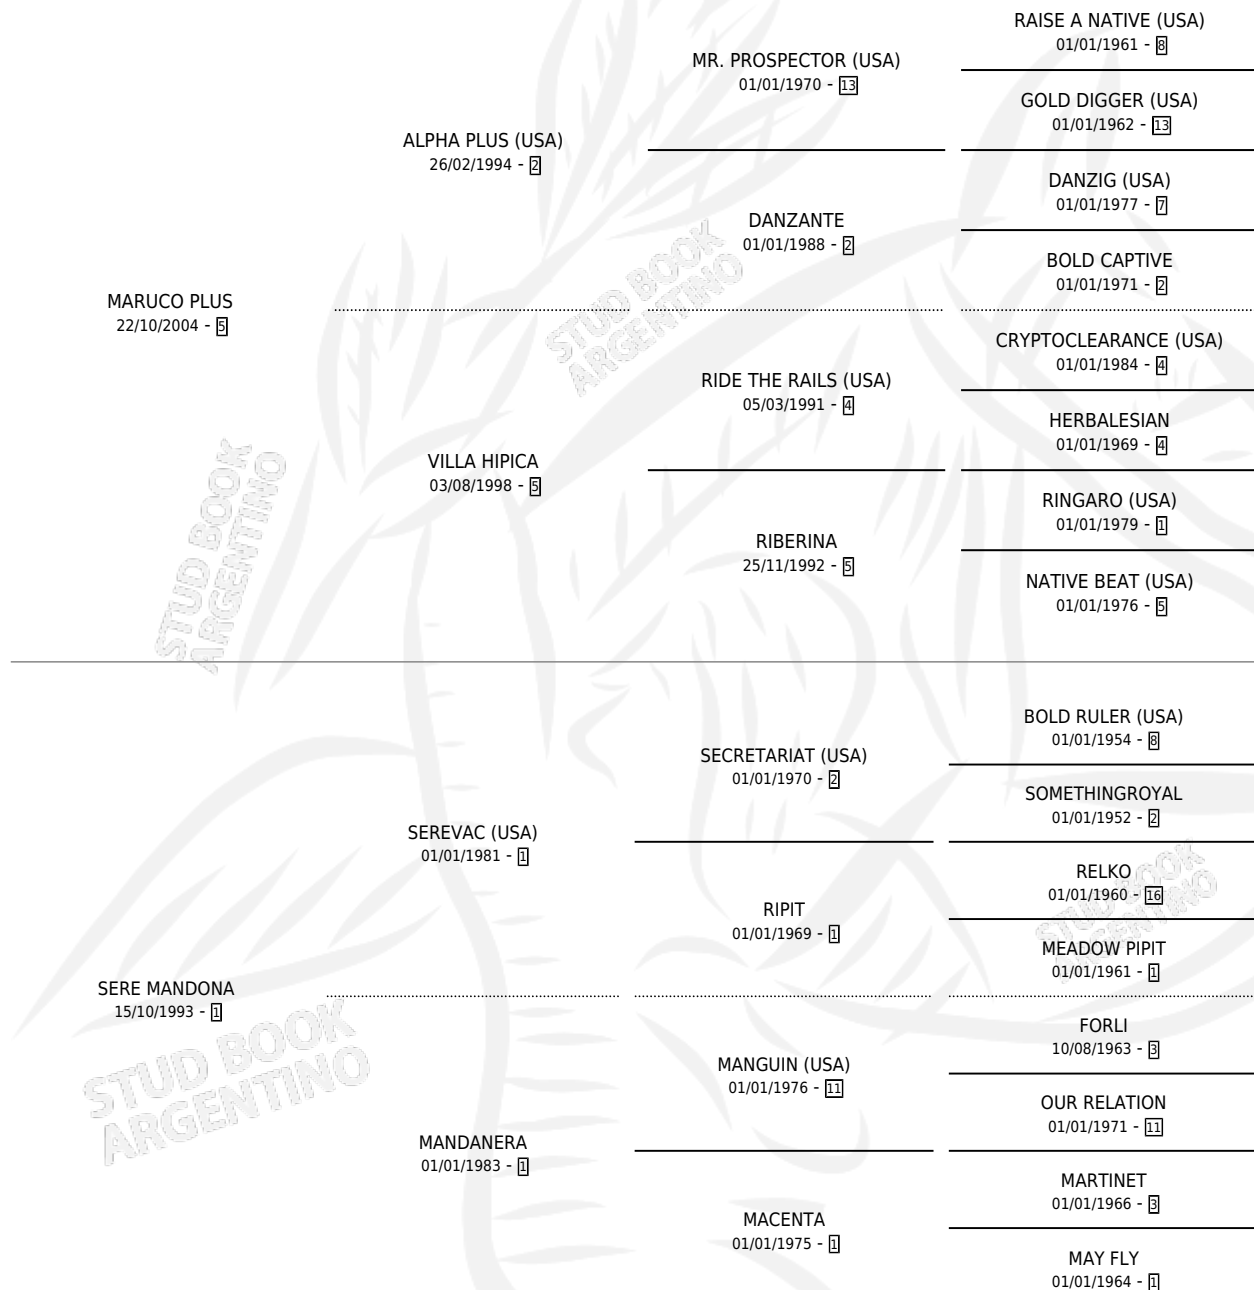 RAISE A NATIVE (USA)
01/01/1961 - 8
MR. PROSPECTOR (USA)
01/01/1970 - 13
GOLD DIGGER (USA)
01/01/1962 - 13
ALPHA PLUS (USA)
26/02/1994 - 2
DANZIG (USA)
01/01/1977 - 7
DANZANTE
01/01/1988 - 2
BOLD CAPTIVE
01/01/1971 - 2
MARUCO PLUS
22/10/2004 - 5
STUD BOOK
ARGENTINO
CRYPTOCLEARANCE (USA)
01/01/1984 - 4
RIDE THE RAILS (USA)
05/03/1991 - 4
HERBALESIAN
01/01/1969 - 4
VILLA HIPICA
03/08/1998 - 5
RINGARO (USA)
01/01/1979 - 1
RIBERINA
25/11/1992 - 5
NATIVE BEAT (USA)
01/01/1976 - 5
STUD BOOK
ARGENTINO
BOLD RULER (USA)
01/01/1954 - 8
SECRETARIAT (USA)
01/01/1970 - 2
SOMETHINGROYAL
01/01/1952 - 2
SEREVAC (USA)
01/01/1981 - 1
RELKO
01/01/1960 - 16
RIPIT
01/01/1969 - 1
MEADOW PIPIT
01/01/1961 - 1
STUD BOOK
ARGENTINO
SERE MANDONA
15/10/1993 - 1
FORLI
10/08/1963 - 3
MANGUIN (USA)
01/01/1976 - 11
OUR RELATION
01/01/1971 - 11
STUD BOOK
ARGENTINO
MANDANERA
01/01/1983 - 1
MARTINET
01/01/1966 - 3
MACENTA
01/01/1975 - 1
MAY FLY
01/01/1964 - 1